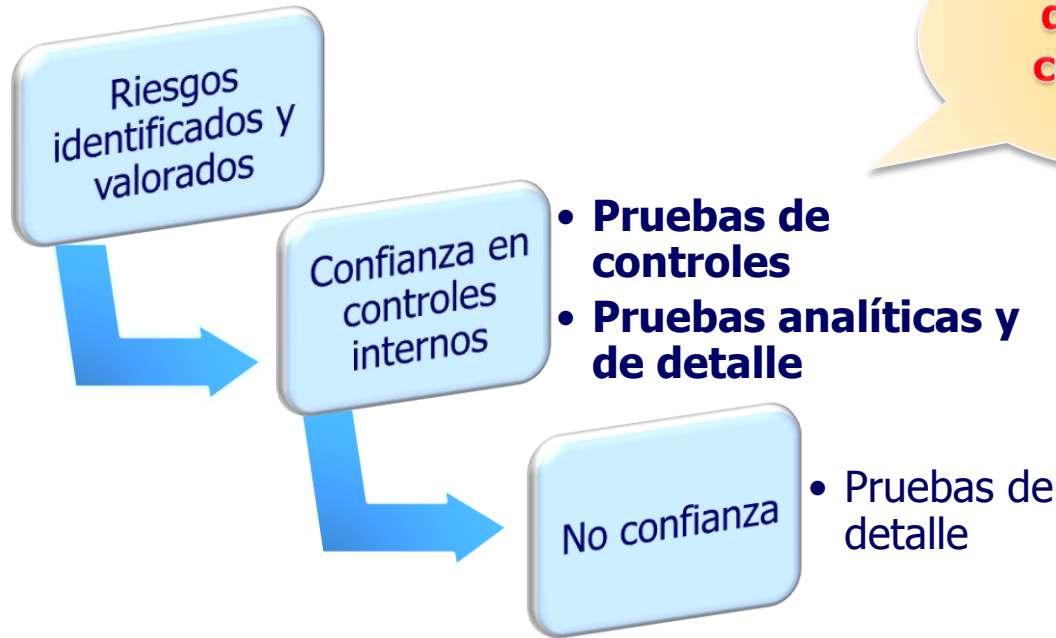 Riesgos
identificados y
valorados
Confianza en
controles
internos
• Pruebas de
controles
• Pruebas analíticas y
de detalle
No confianza
• Pruebas de
detalle